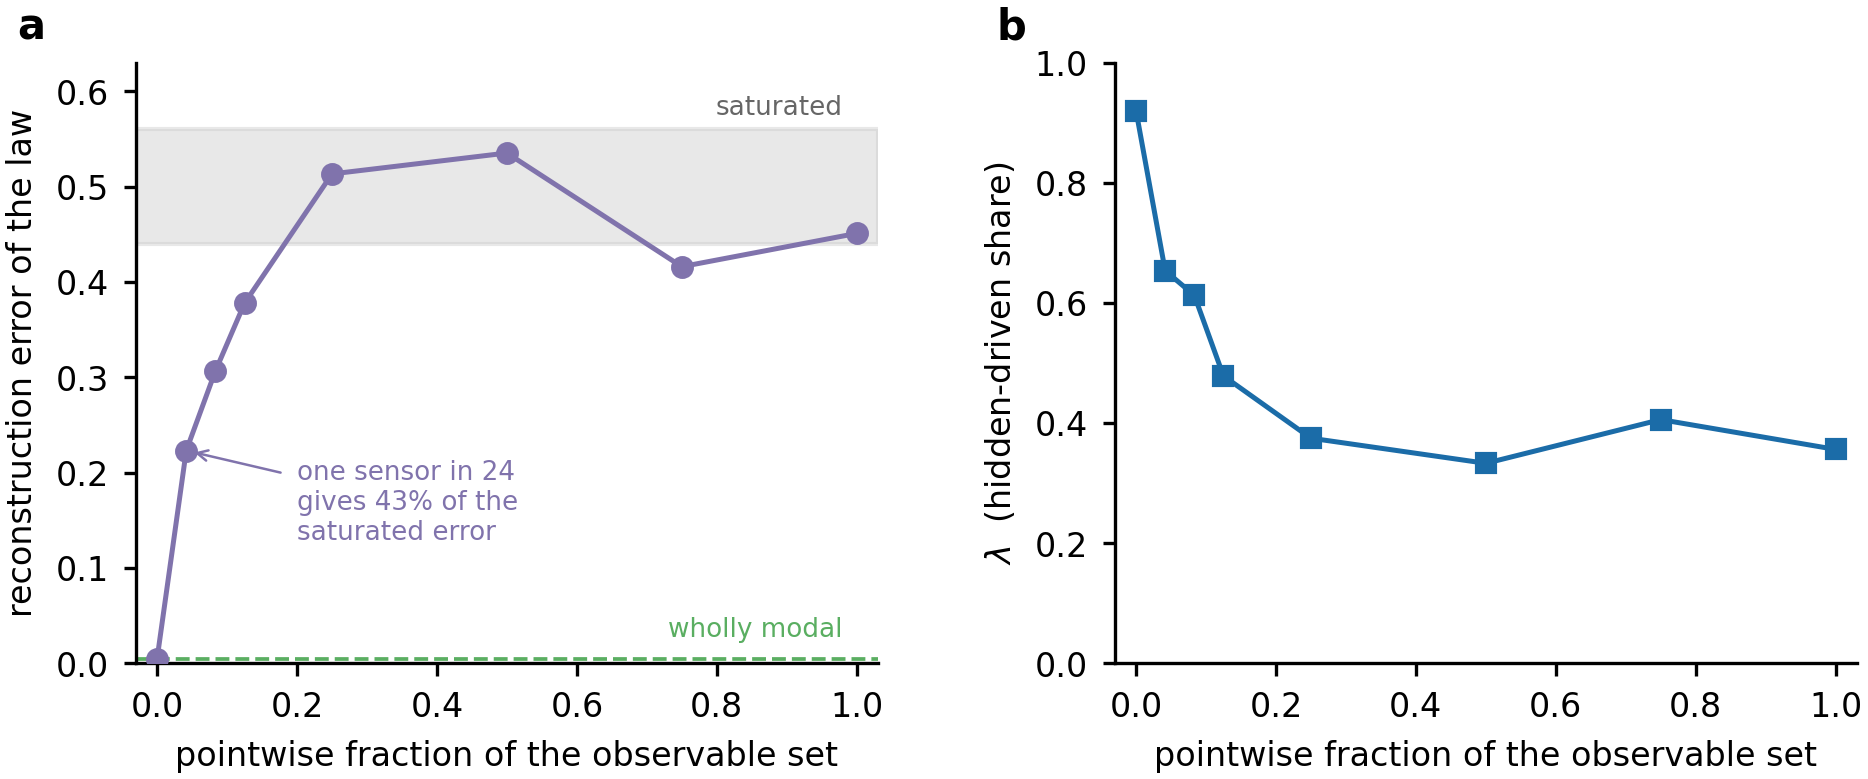 a
reconstruction error of the law
0.6
0.5
0.4
0.3
0.2
0.1
0.0
saturated
one sensor in 24
gives 43% of the
saturated error
wholly modal
0.0 0.2 0.4 0.6 0.8 1.0
pointwise fraction of the observable set
b
λ (hidden-driven share)
1.0
0.8
0.6
0.4
0.2
0.0
0.0 0.2 0.4 0.6 0.8 1.0
pointwise fraction of the observable set